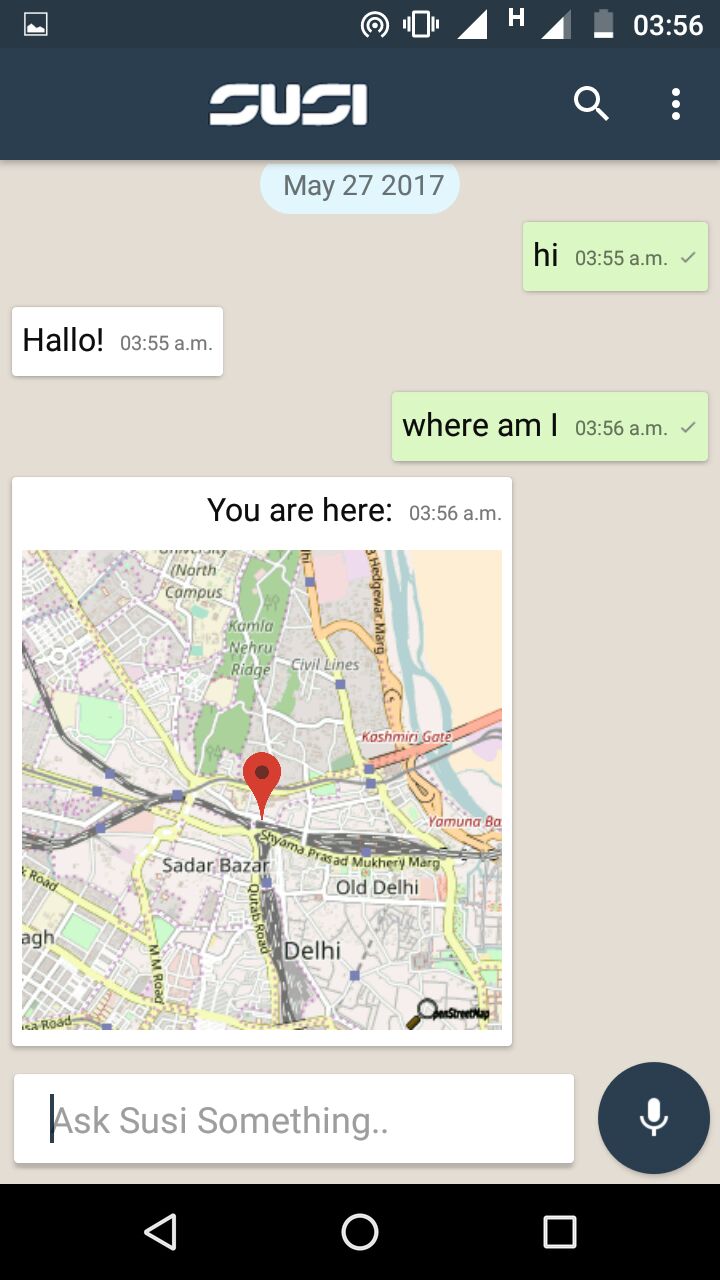 H 03:56
SUSI
May 27 2017
hi 03:55 a.m.
Hallo! 03:55 a.m.
where am I 03:56 a.m.
You are here: 03:56 a.m.
University
(North
Campus
Kamla
Nehru
Ridge
Civil Lines
Hedgewar Marg
Kashmiri Gate
Yamuna Ba
Shyama Prasad Mukhery Marg
Sadar Bazar
Old Delhi
Road
Qutab Road
agh
Delhi
M M Road
sa Road
OpenStreetMap
Ask Susi Something..